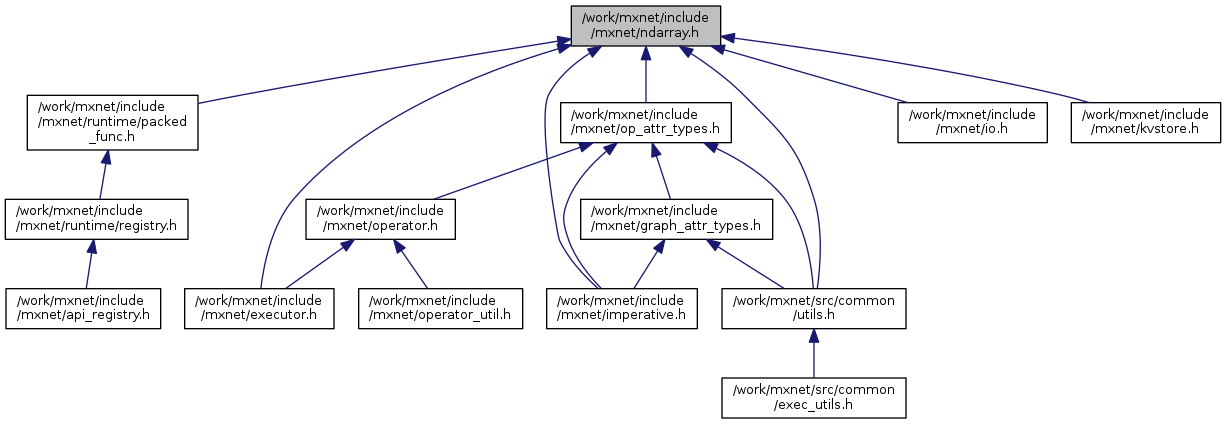 /work/mxnet/include
/mxnet/ndarray.h
/work/mxnet/include
/mxnet/runtime/packed
_func.h
/work/mxnet/include
/mxnet/op_attr_types.h
/work/mxnet/include
/mxnet/io.h
/work/mxnet/include
/mxnet/kvstore.h
/work/mxnet/include
/mxnet/runtime/registry.h
/work/mxnet/include
/mxnet/operator.h
/work/mxnet/include
/mxnet/graph_attr_types.h
/work/mxnet/include
/mxnet/api_registry.h
/work/mxnet/include
/mxnet/executor.h
/work/mxnet/include
/mxnet/operator_util.h
/work/mxnet/include
/mxnet/imperative.h
/work/mxnet/src/common
/utils.h
/work/mxnet/src/common
/exec_utils.h